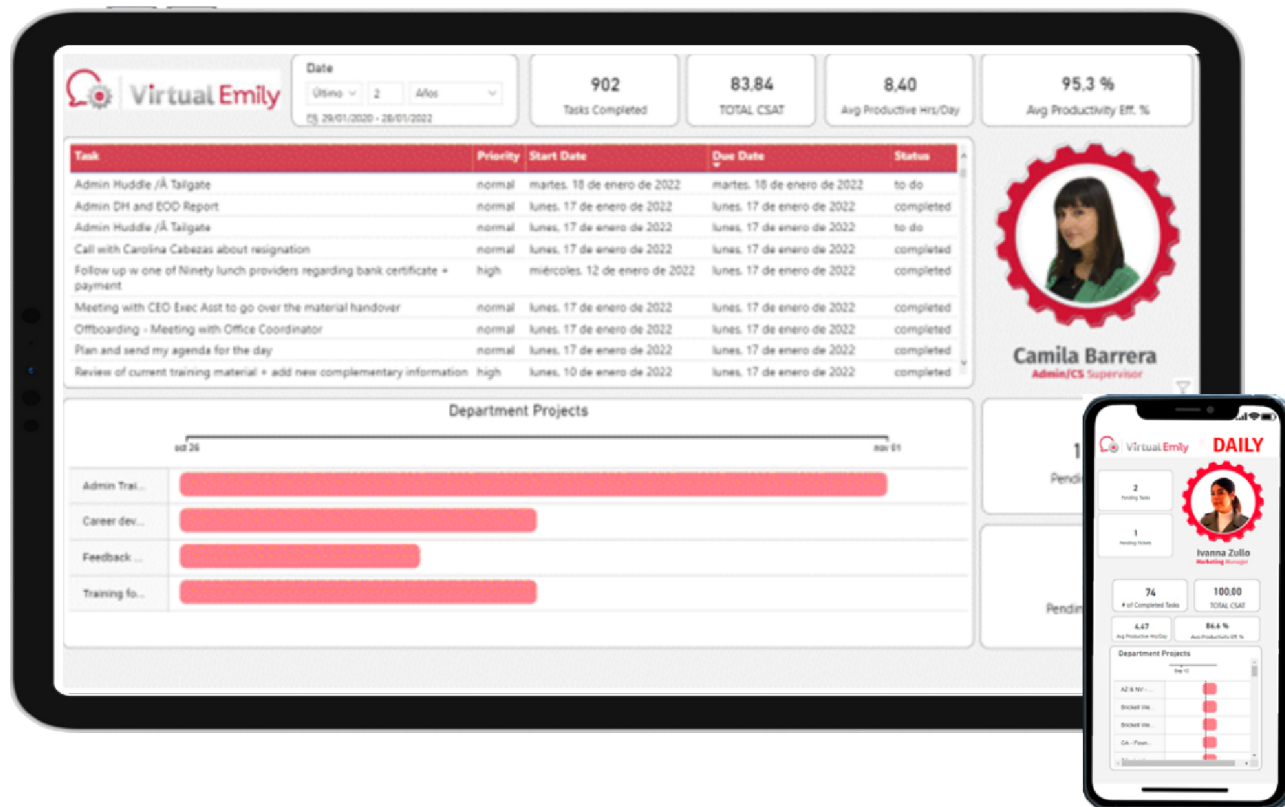 Virtual Emily
Date
Último 2 Años
29/01/2020 - 28/01/2022
902
Tasks Completed
83,84
TOTAL CSAT
8,40
Avg Productive Hrs/Day
95,3 %
Avg Productivity Eff. %
Task Priority Start Date Due Date Status
Admin Huddle /Â Tailgate normal martes, 18 de enero de 2022 martes, 18 de enero de 2022 to do
Admin DH and EOD Report normal lunes, 17 de enero de 2022 lunes, 17 de enero de 2022 completed
Admin Huddle /Â Tailgate normal lunes, 17 de enero de 2022 lunes, 17 de enero de 2022 to do
Call with Carolina Cabezas about resignation normal lunes, 17 de enero de 2022 lunes, 17 de enero de 2022 completed
Follow up w one of Ninety lunch providers regarding bank certificate + high miércoles, 12 de enero de 2022 lunes, 17 de enero de 2022 completed
payment
Meeting with CEO Exec Asst to go over the material handover normal lunes, 17 de enero de 2022 lunes, 17 de enero de 2022 completed
Offboarding - Meeting with Office Coordinator normal lunes, 17 de enero de 2022 lunes, 17 de enero de 2022 completed
Plan and send my agenda for the day normal lunes, 17 de enero de 2022 lunes, 17 de enero de 2022 completed
Review of current training material + add new complementary information high lunes, 10 de enero de 2022 lunes, 17 de enero de 2022 completed
Camila Barrera
Admin/CS Supervisor
Department Projects
oct 26 nov 01
Admin Trai...
Career dev...
Feedback ...
Training fo...
1
Pendi
Pendin
Virtual Emily DAILY
2
Pending Tasks
1
Pending Tickets
Ivanna Zullo
Marketing Manager
74
# of Completed Tasks
100,00
TOTAL CSAT
4,47
Avg Productive Hrs/Day
84.6 %
Avg Productivity Eff. %
Department Projects
Sep 12
AZ & NV - ...
Brickell We...
Brickell We...
CA - Foun...